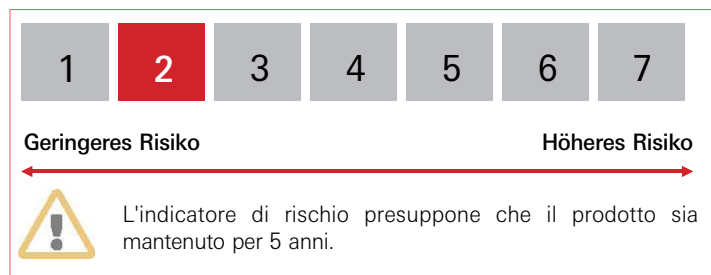 1 2 3 4 5 6 7
Geringeres Risiko Höheres Risiko
L'indicatore di rischio presuppone che il prodotto sia
mantenuto per 5 anni.